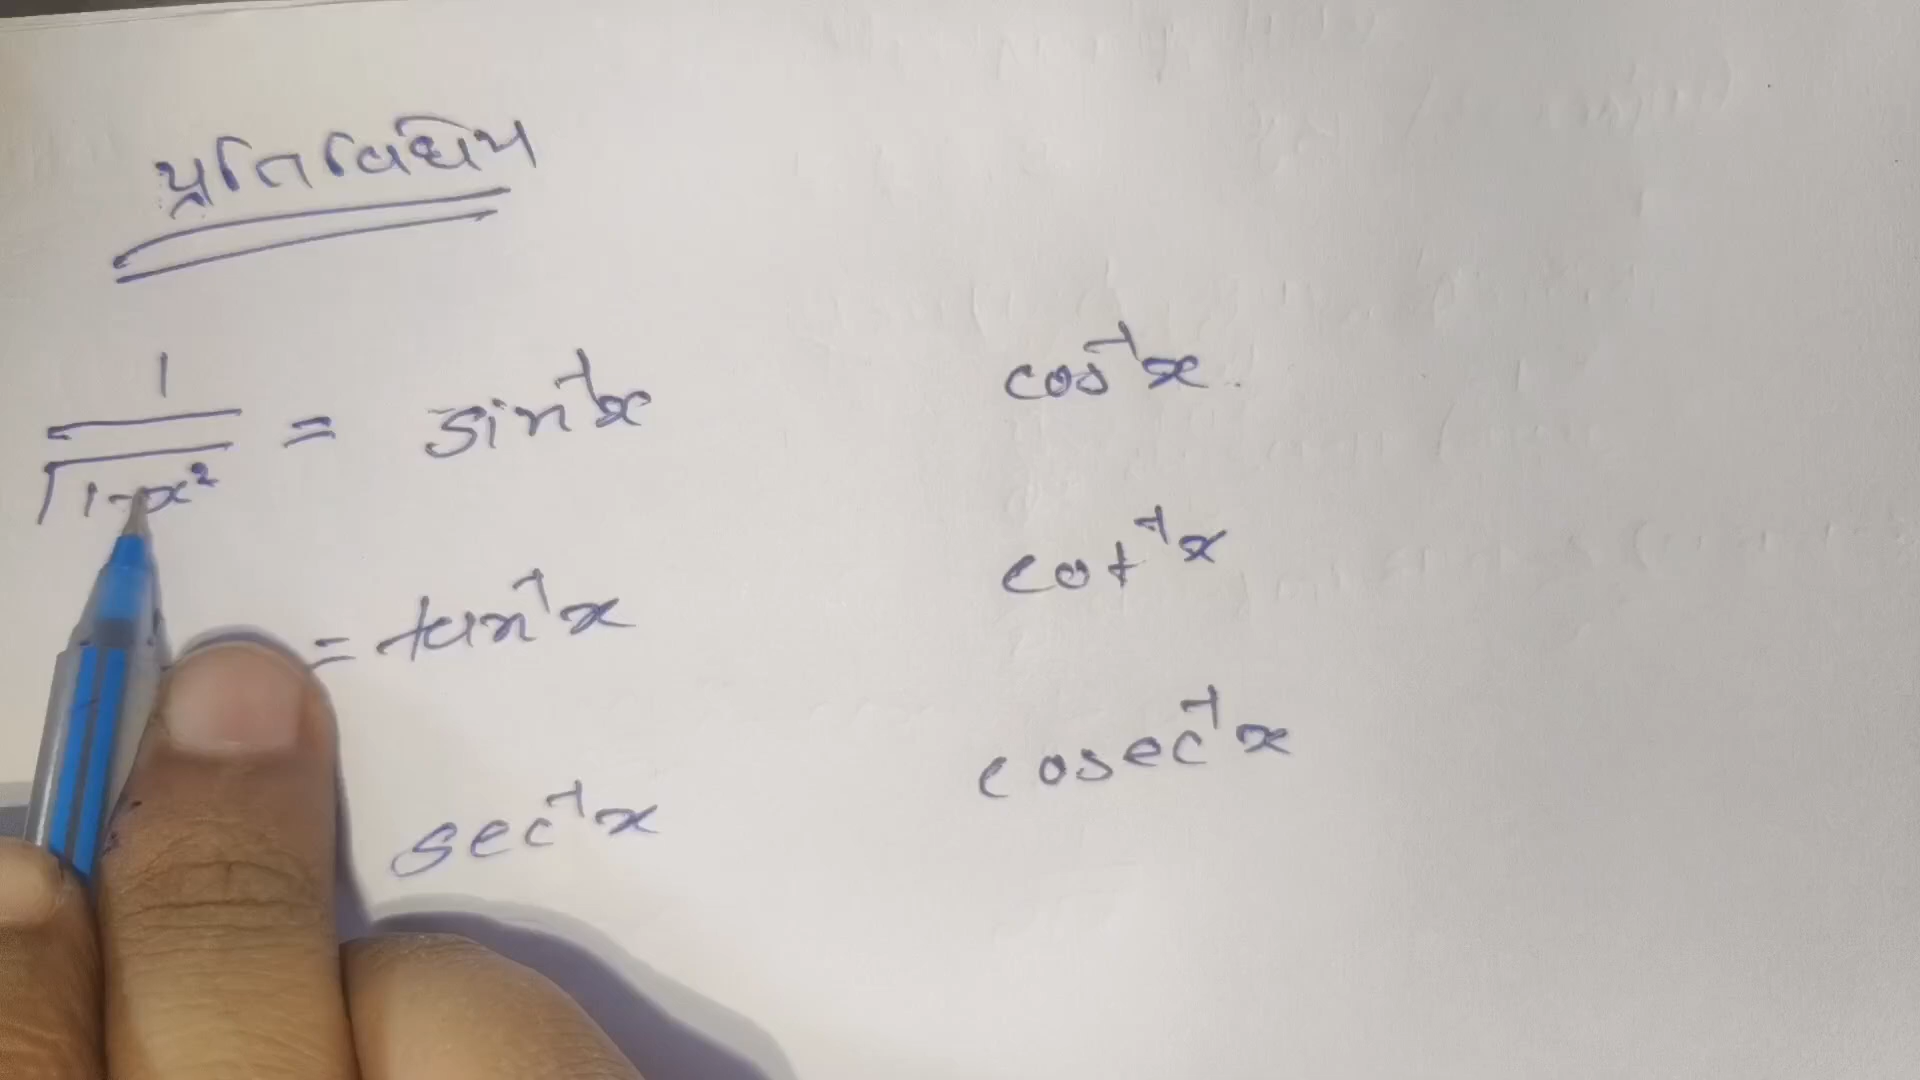 પ્રતિવિધેય
1/√(1-x²) = sin⁻¹x cos⁻¹x
= tan⁻¹x cot⁻¹x
sec⁻¹x cosec⁻¹x